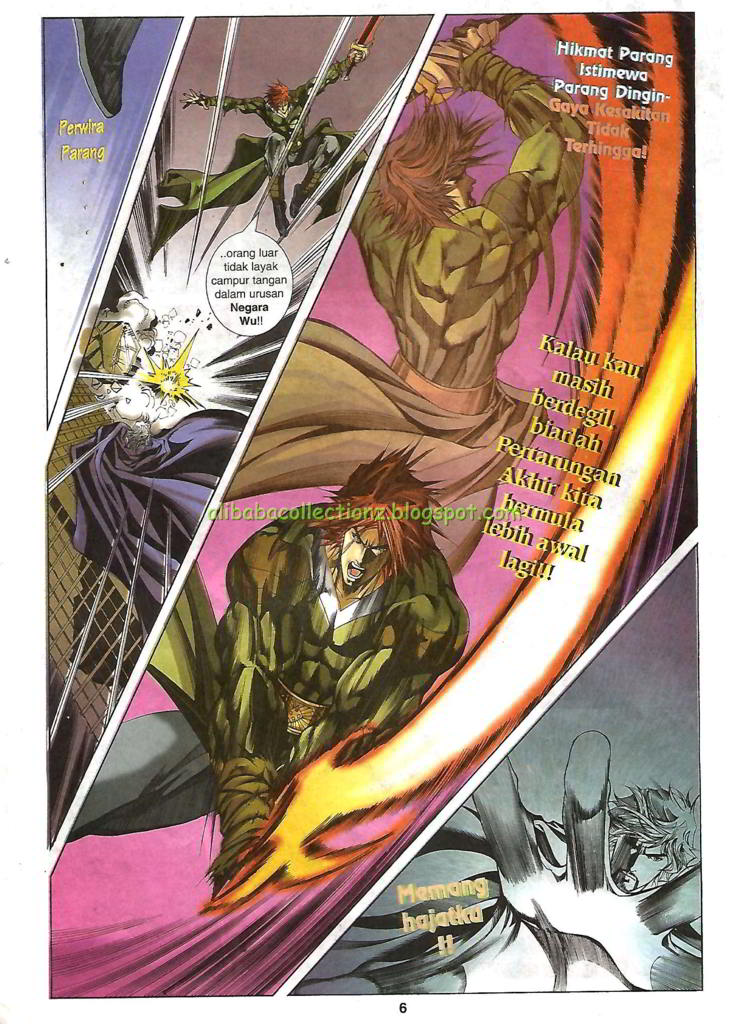 Perwira
Parang
..orang luar
tidak layak
campur tangan
dalam urusan
Negara
Wu!!
Hikmat Parang
Istimewa
Parang Dingin-
Gaya Kesakitan
Tidak
Terhingga!
Kalau kau
masih
berdegil,
biarlah
Pertarungan
Akhir kita
bermula
lebih awal
lagi!!
alibabacollectionz.blogspot.com
Memang
hajatku
!!
6